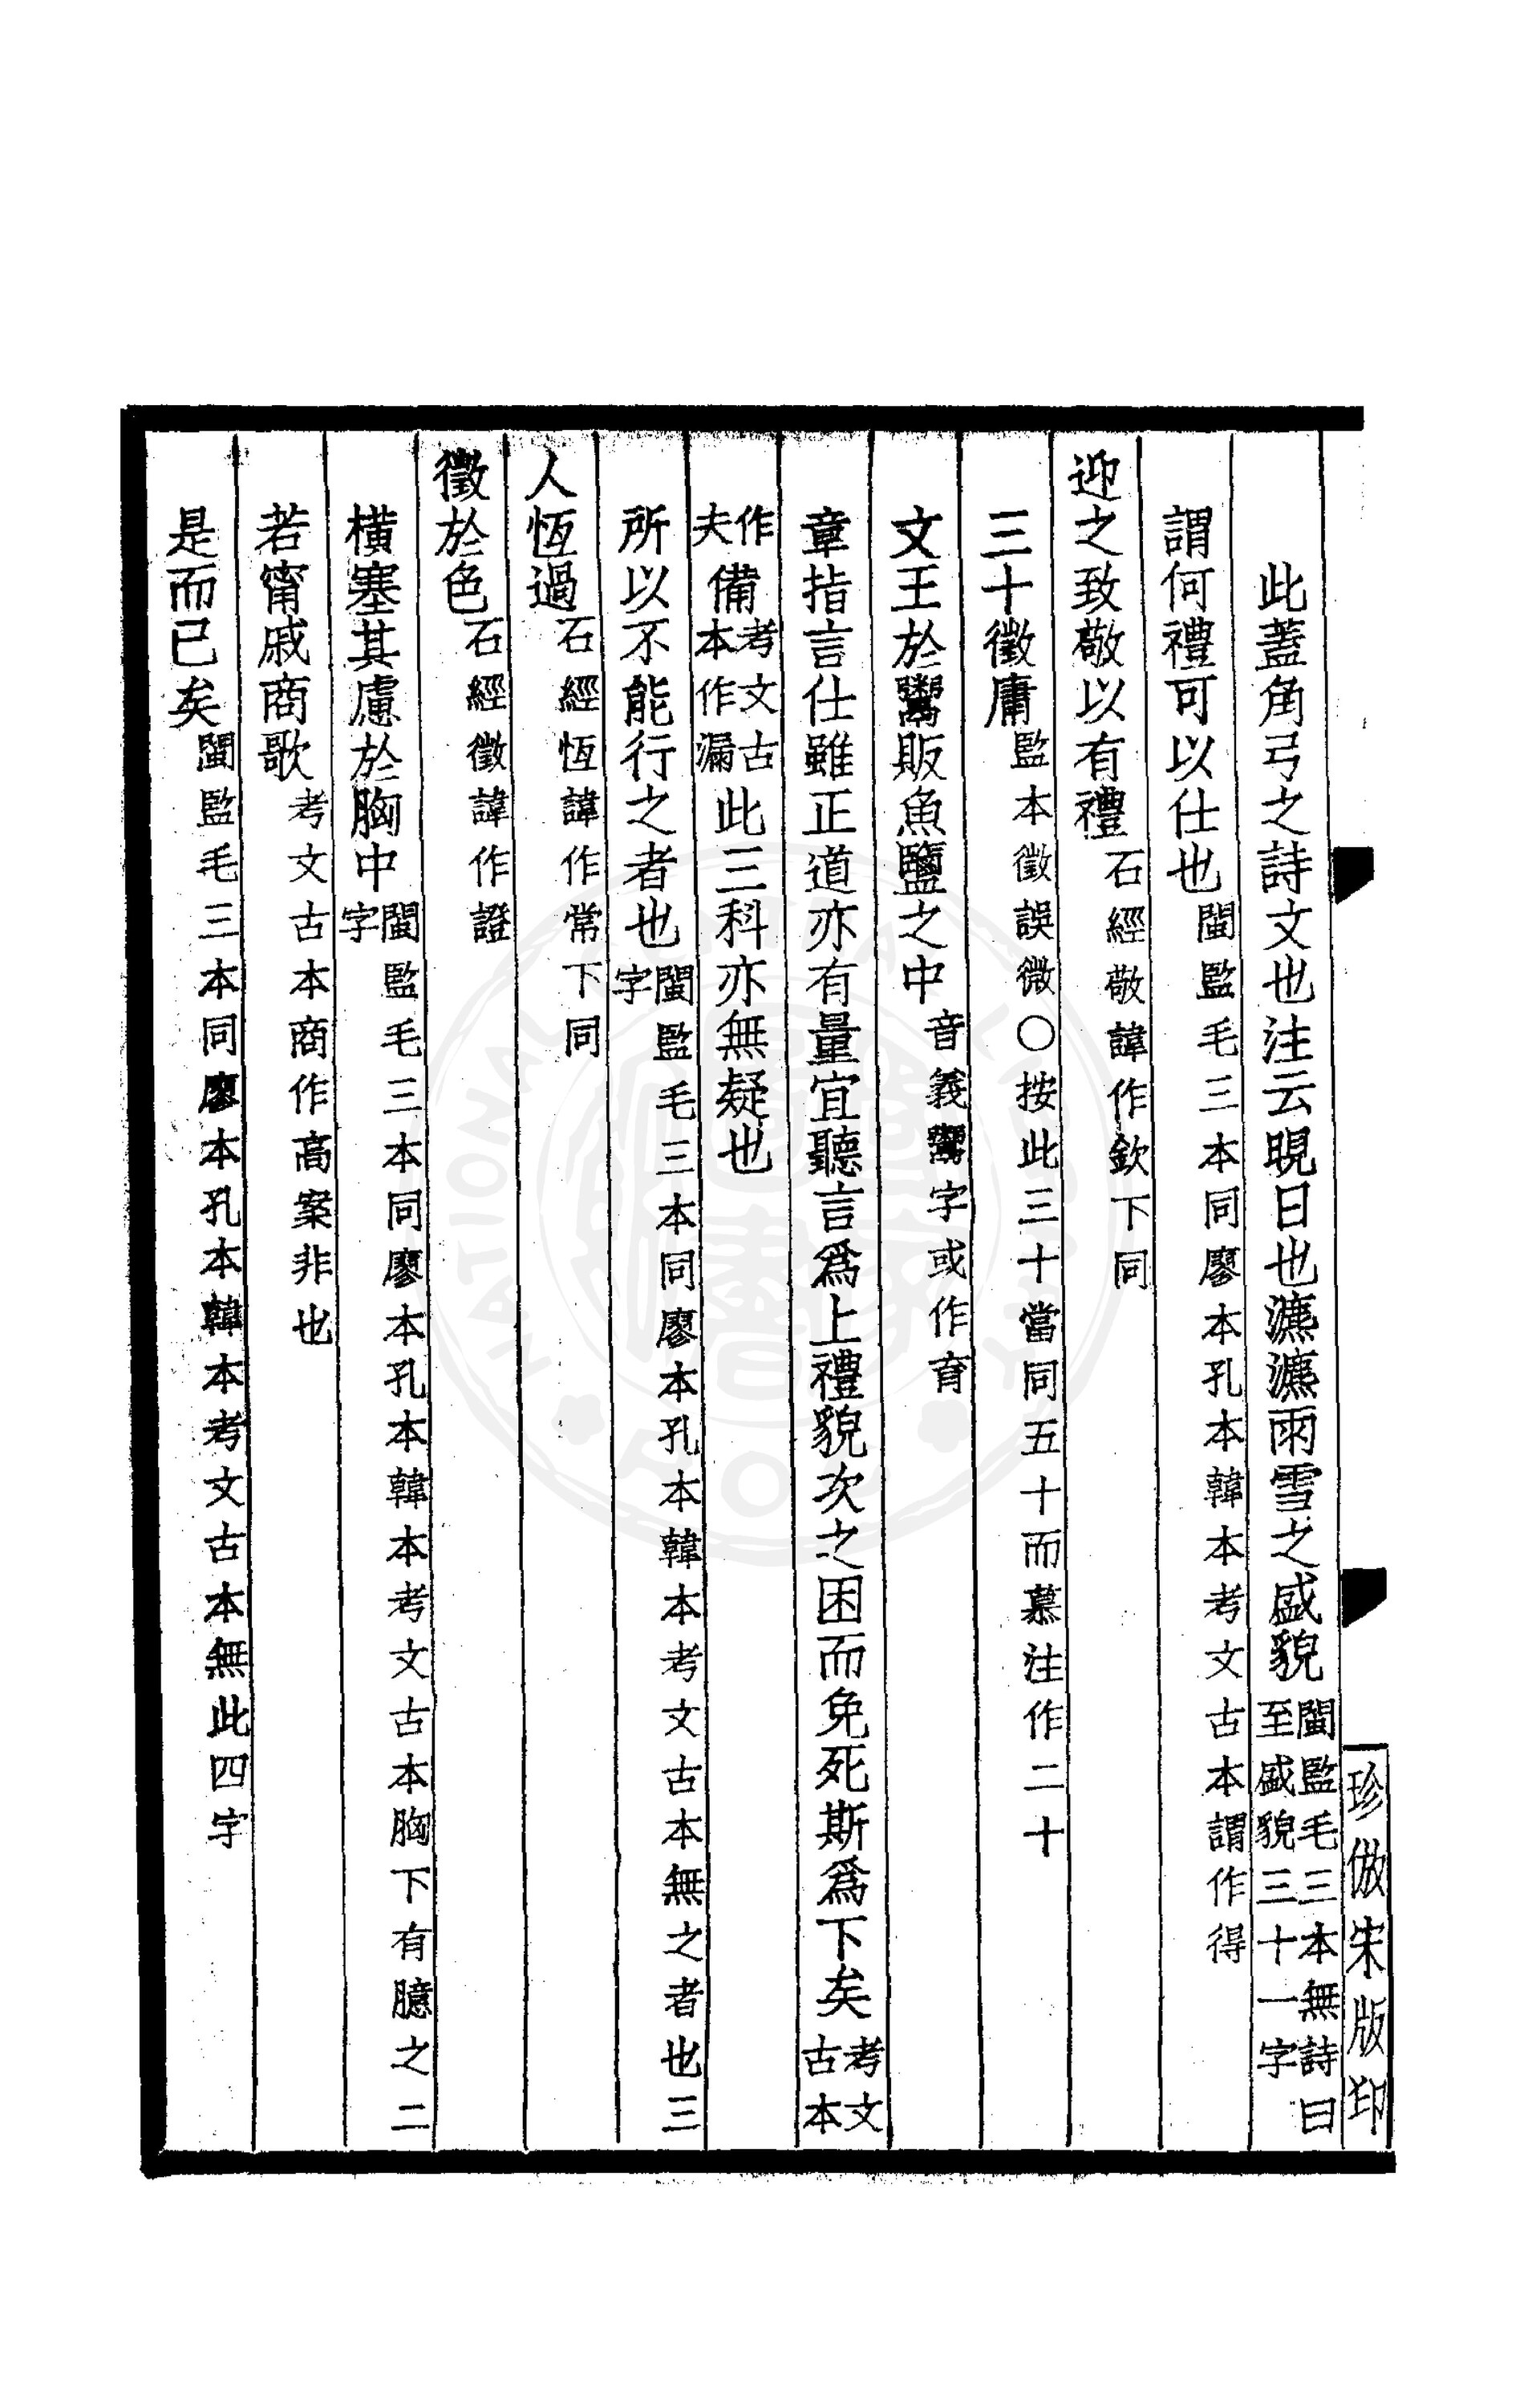 此蓋角弓之詩文也注云晛日也瀌瀌雨雪之盛貌閩監毛三本無詩曰至盛貌三十一字
謂何禮可以仕也閩監毛三本同廖本孔本韓本考文古本謂作得
迎之致敬以有禮石經敬諱作欽下同
三十徵庸監本徵誤微○按此三十當同五十而慕注作二十
文王於鬻販魚鹽之中音義鬻字或作育
章指言仕雖正道亦有量宜聽言爲上禮貌次之困而免死斯爲下矣考文古本
作夫備考文古本作漏此三科亦無疑也
所以不能行之者也閩監毛三本同廖本孔本韓本考文古本無之者也三字
人恆過石經恆諱作常下同
徵於色石經徵諱作證
橫塞其慮於胸中閩監毛三本同廖本孔本韓本考文古本胸下有臆之二字
若甯戚商歌考文古本商作高案非也
是而已矣閩監毛三本同廖本孔本韓本考文古本無此四字
珍倣宋版印
NATIONAL CENTRAL LIBRARY
ROC